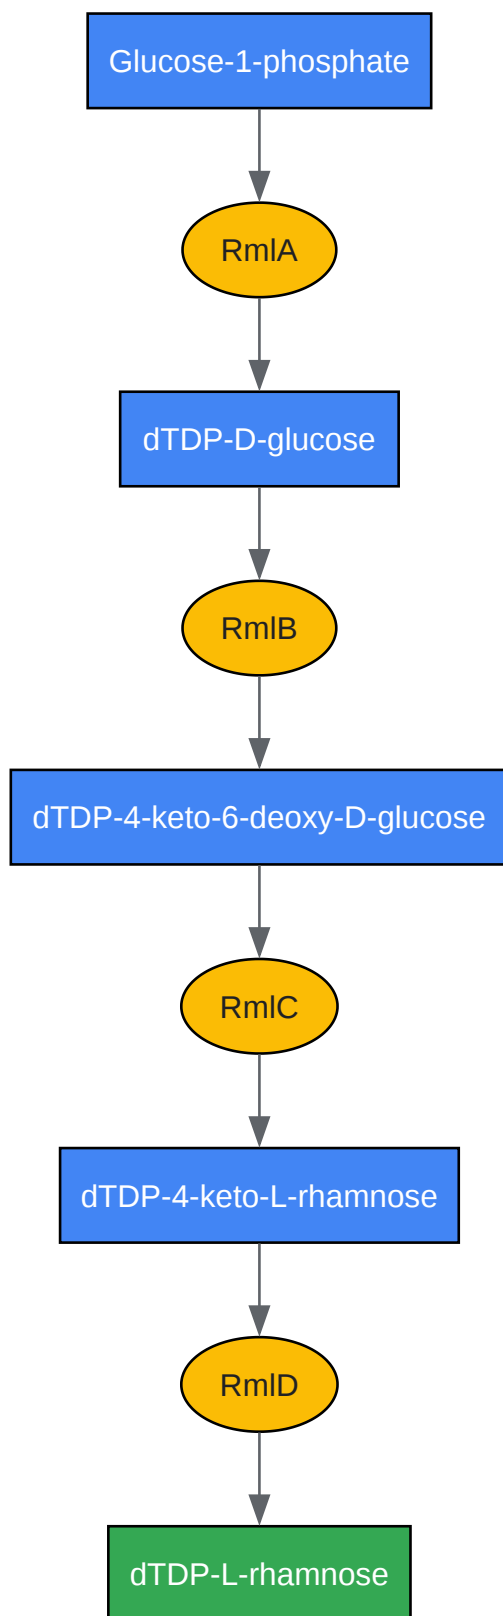 Glucose-1-phosphate
RmlA
dTDP-D-glucose
RmlB
dTDP-4-keto-6-deoxy-D-glucose
RmlC
dTDP-4-keto-L-rhamnose
RmlD
dTDP-L-rhamnose